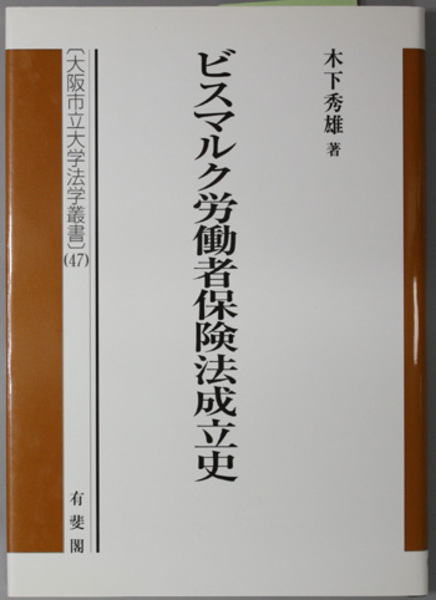 木下秀雄 著
ビスマルク労働者保険法成立史
〔大阪市立大学法学叢書〕(47)
有斐閣